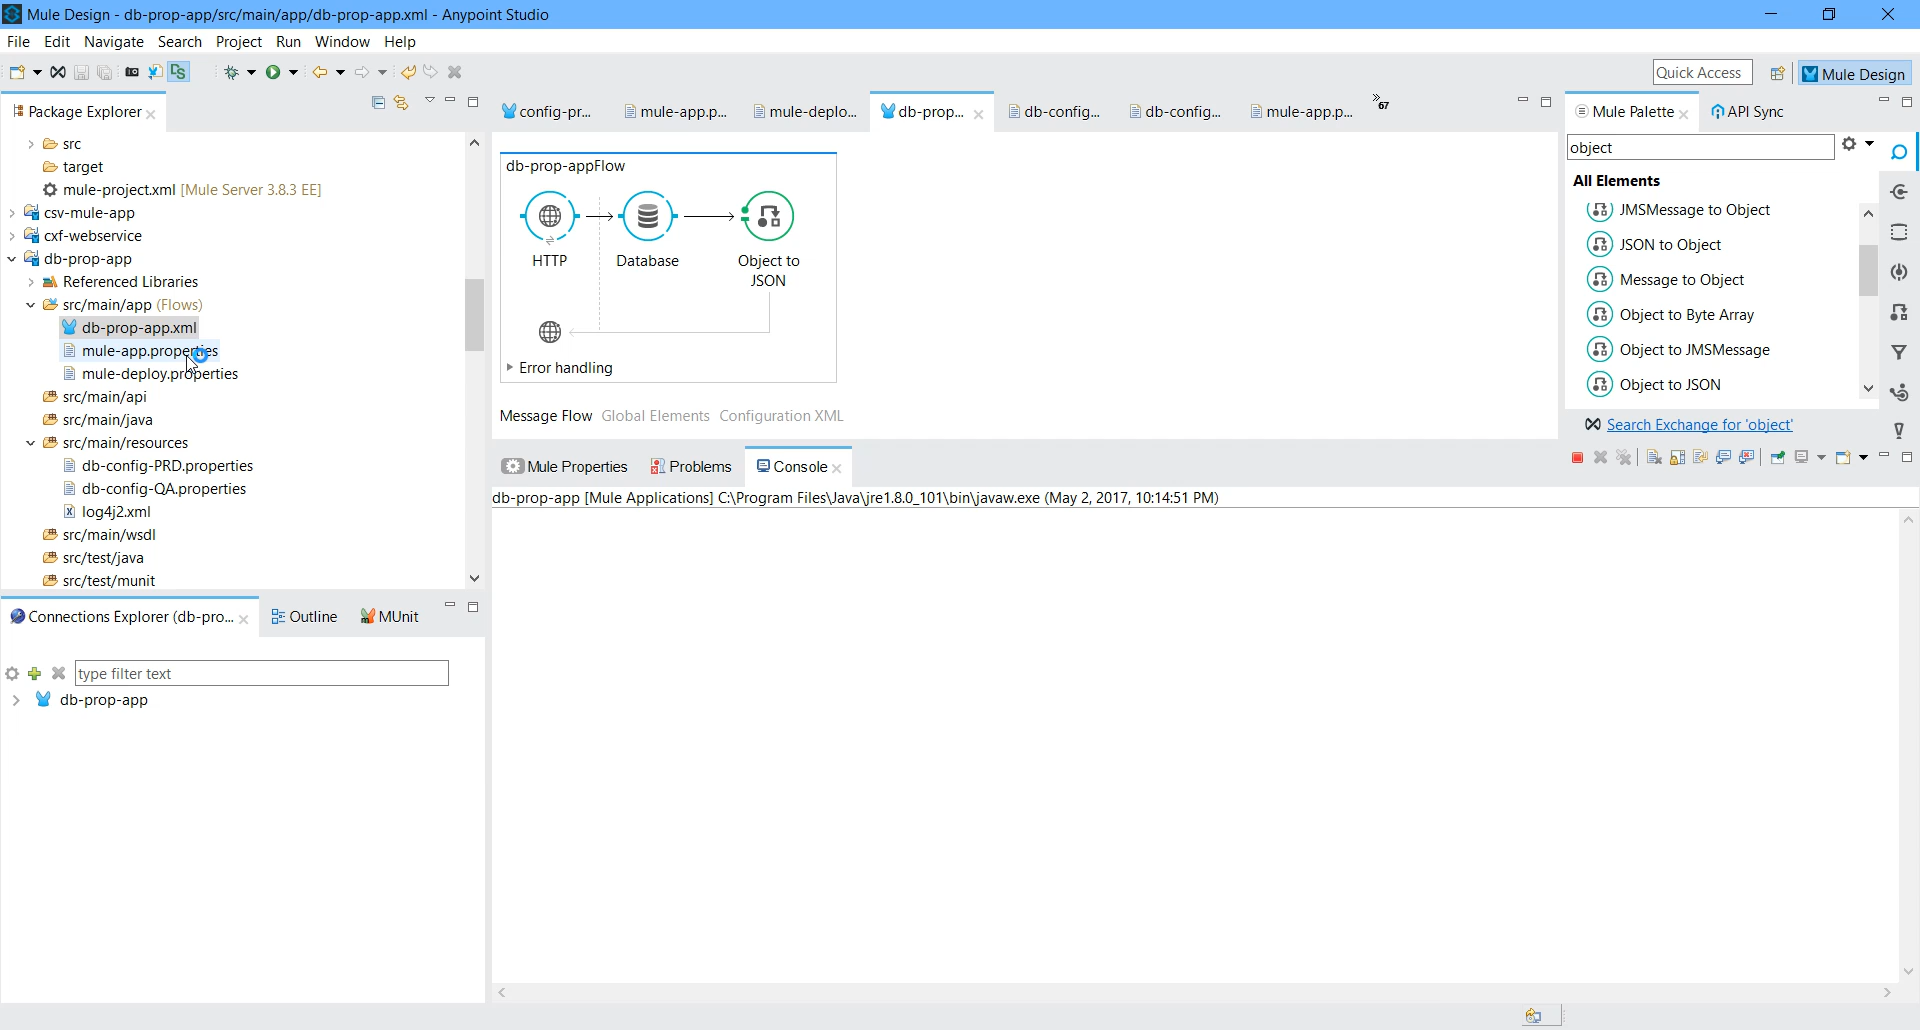 Mule Design - db-prop-app/src/main/app/db-prop-app.xml - Anypoint Studio
File Edit Navigate Search Project Run Window Help
Quick Access
Mule Design
Package Explorer
src
target
mule-project.xml [Mule Server 3.8.3 EE]
csv-mule-app
cxf-webservice
db-prop-app
Referenced Libraries
src/main/app (Flows)
db-prop-app.xml
mule-app.properties
mule-deploy.properties
src/main/api
src/main/java
src/main/resources
db-config-PRD.properties
db-config-QA.properties
log4j2.xml
src/main/wsdl
src/test/java
src/test/munit
Connections Explorer (db-pro...
Outline
MUnit
type filter text
db-prop-app
config-pr...
mule-app.p...
mule-deplo...
db-prop...
db-config...
db-config...
mule-app.p...
»67
db-prop-appFlow
HTTP
Database
Object to
JSON
Error handling
Message Flow Global Elements Configuration XML
Mule Palette
API Sync
object
All Elements
JMSMessage to Object
JSON to Object
Message to Object
Object to Byte Array
Object to JMSMessage
Object to JSON
Search Exchange for 'object'
Mule Properties
Problems
Console
db-prop-app [Mule Applications] C:\Program Files\Java\jre1.8.0_101\bin\javaw.exe (May 2, 2017, 10:14:51 PM)